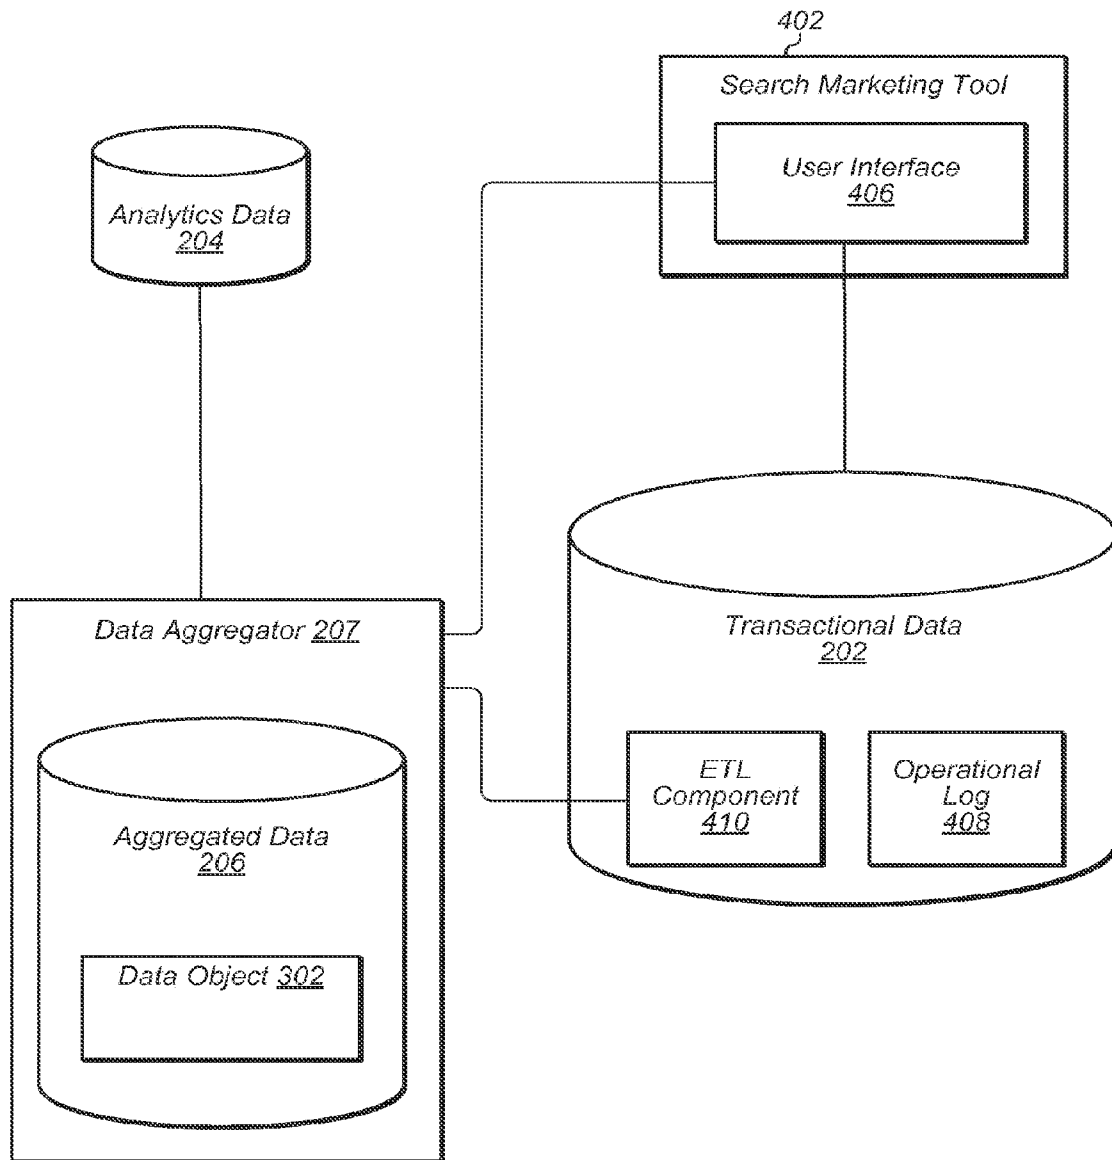 402
Search Marketing Tool
User Interface
406
Analytics Data
204
Data Aggregator 207
Transactional Data
202
ETL
Component
410
Operational
Log
408
Aggregated Data
206
Data Object 302